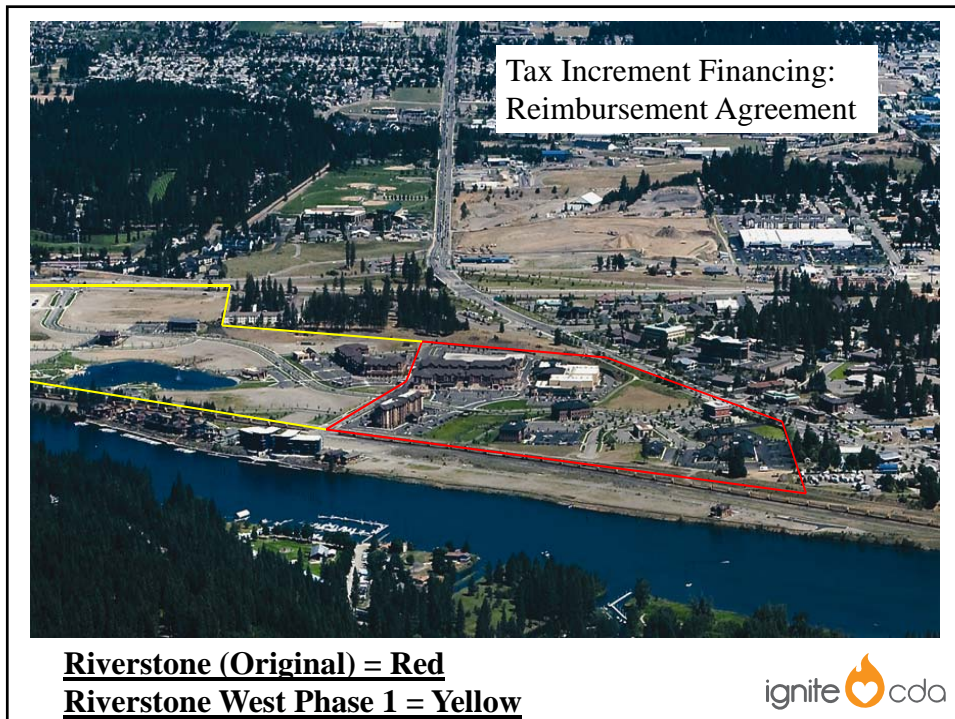 Tax Increment Financing:
Reimbursement Agreement
Riverstone (Original) = Red
Riverstone West Phase 1 = Yellow
ignite cda